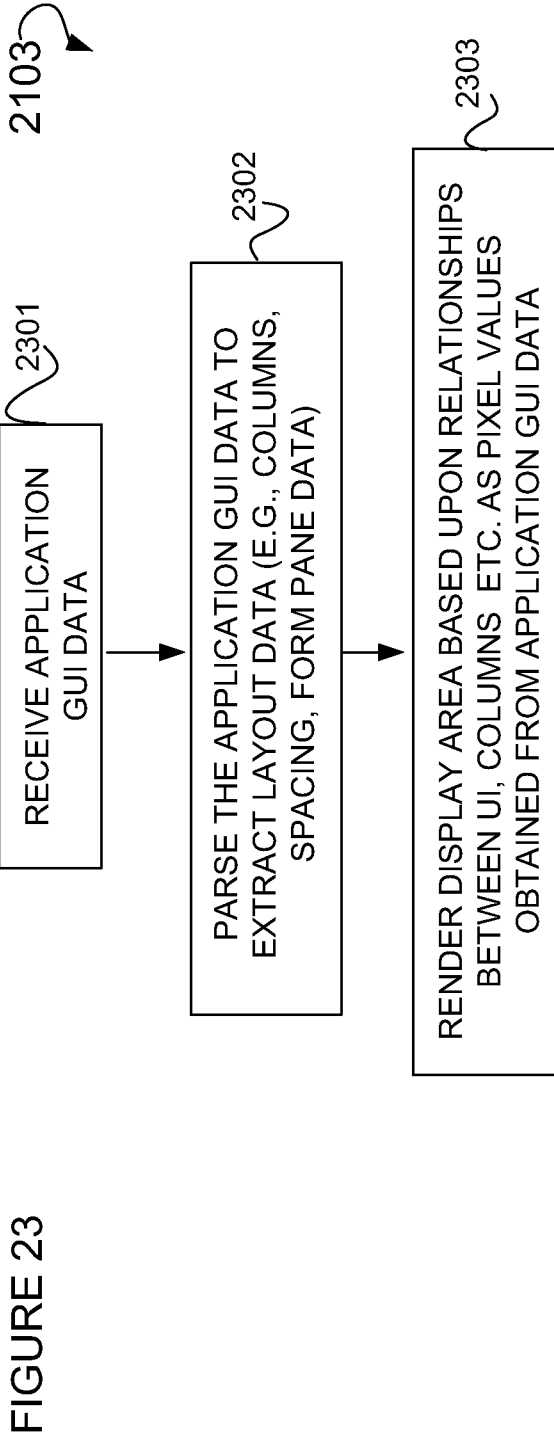 FIGURE 23
2103
2301
RECEIVE APPLICATION
GUI DATA
2302
PARSE THE APPLICATION GUI DATA TO
EXTRACT LAYOUT DATA (E.G., COLUMNS,
SPACING, FORM PANE DATA)
2303
RENDER DISPLAY AREA BASED UPON RELATIONSHIPS
BETWEEN UI, COLUMNS ETC. AS PIXEL VALUES
OBTAINED FROM APPLICATION GUI DATA